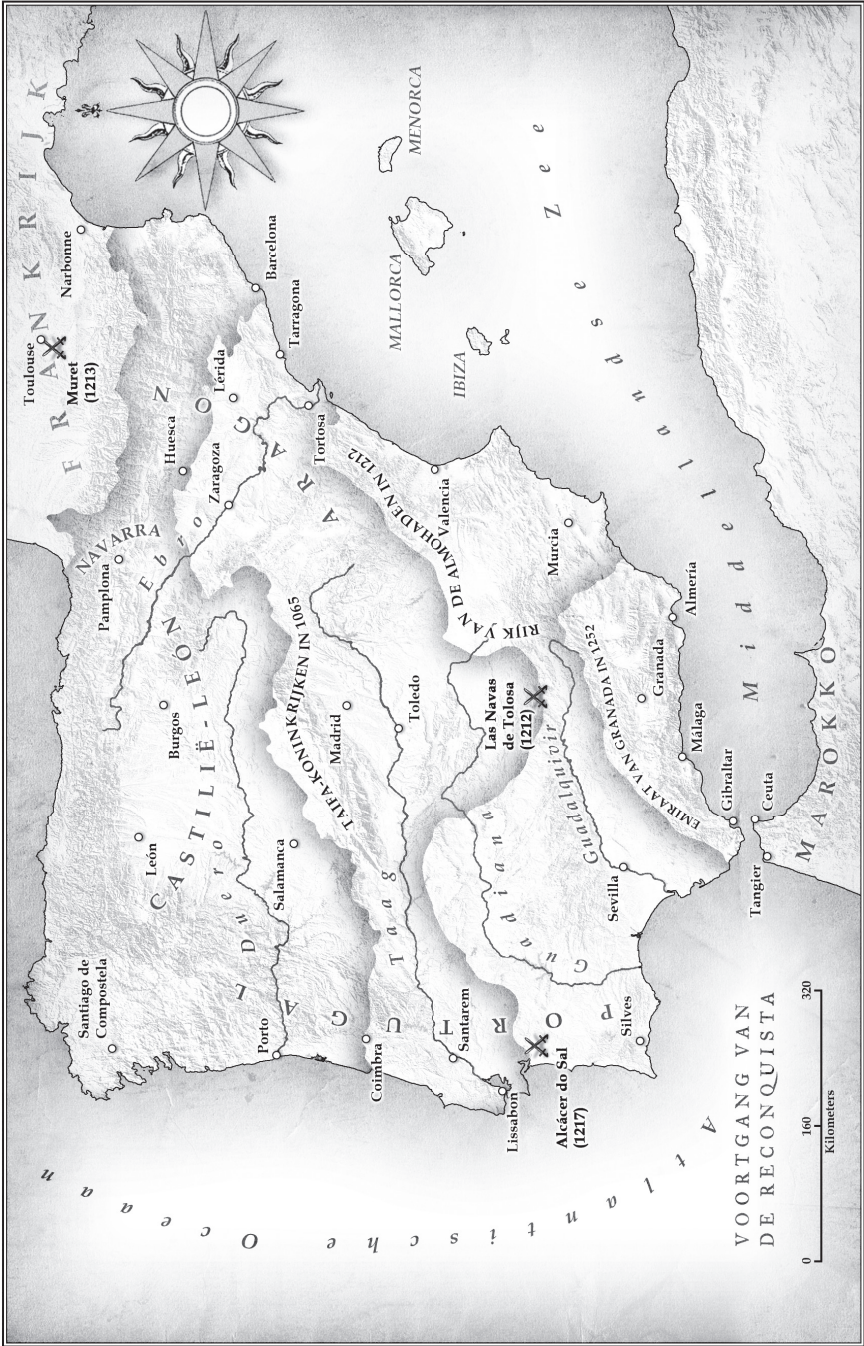 FRANKRIJK
Toulouse
Muret
(1213)
Narbonne
NAVARRA
Pamplona
Ebro
Huesca
Zaragoza
Lérida
ARAGON
Barcelona
Tarragona
Tortosa
MENORCA
MALLORCA
IBIZA
Santiago de
Compostela
León
Burgos
CASTILIË-LEÓN
Duero
Salamanca
Porto
PORTUGAL
Coimbra
Santarem
Lissabon
Alcácer do Sal
(1217)
Silves
TAIFA-KONINKRIJKEN IN 1065
Madrid
Toledo
Taag
RIJK VAN DE ALMOHADEN IN 1212
Valencia
Murcia
Las Navas
de Tolosa
(1212)
Guadiana
Guadalquivir
Sevilla
EMIRAAT VAN GRANADA IN 1252
Granada
Almería
Málaga
Gibraltar
Ceuta
Tangier
MAROKKO
Middellandse Zee
Atlantische Oceaan
VOORTGANG VAN
DE RECONQUISTA
0 160 320
Kilometers